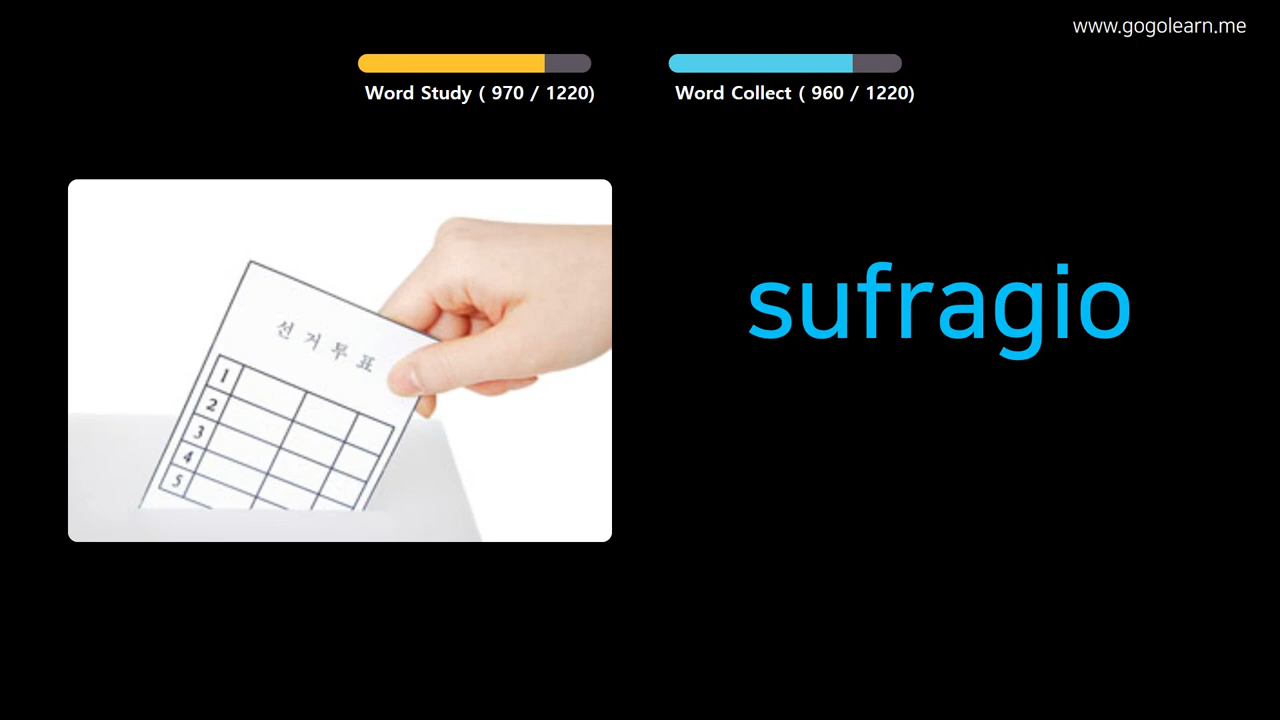 www.gogolearn.me
Word Study ( 970 / 1220)
Word Collect ( 960 / 1220)
선거투표
1
2
3
4
5
sufragio